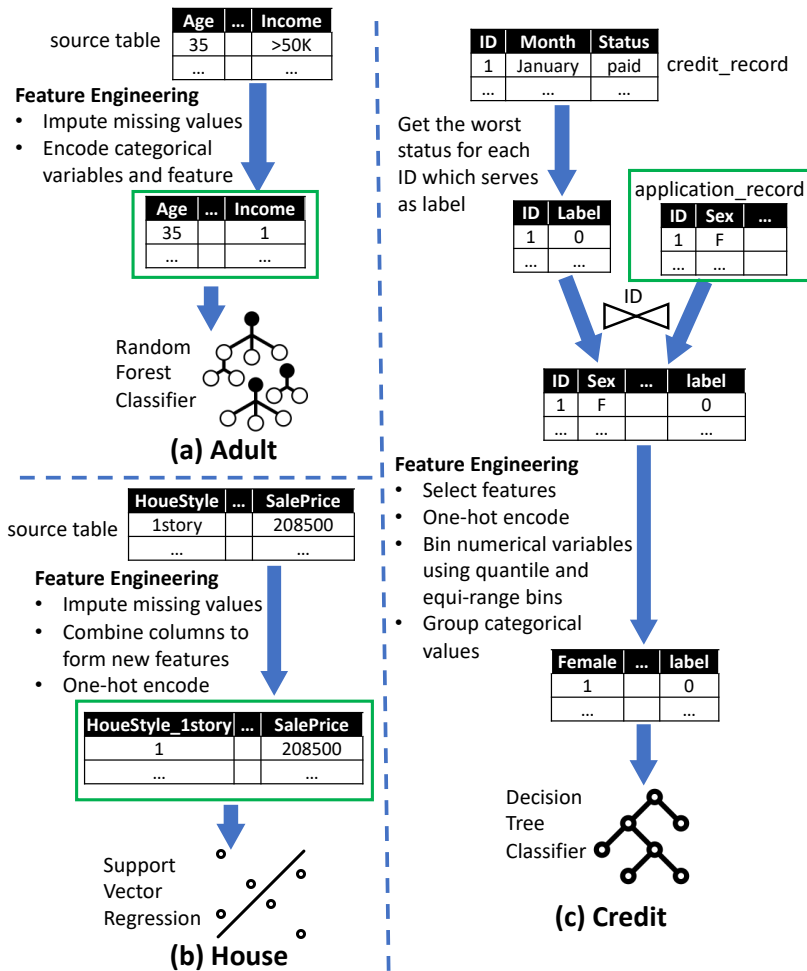 Age ... Income
source table
35 >50K
... ...
Feature Engineering
• Impute missing values
• Encode categorical
variables and feature
Age ... Income
35 1
... ...
Random
Forest
Classifier
(a) Adult
HoueStyle ... SalePrice
source table
1story 208500
... ...
Feature Engineering
• Impute missing values
• Combine columns to
form new features
• One-hot encode
HoueStyle_1story ... SalePrice
1 208500
... ...
Support
Vector
Regression
(b) House
ID Month Status
1 January paid
credit_record
... ...
Get the worst
status for each
ID which serves
as label
ID Label
1 0
... ...
application_record
ID Sex ...
1 F
... ...
ID
ID Sex ... label
1 F 0
... ... ...
Feature Engineering
• Select features
• One-hot encode
• Bin numerical variables
using quantile and
equi-range bins
• Group categorical
values
Female ... label
1 0
... ...
Decision
Tree
Classifier
(c) Credit